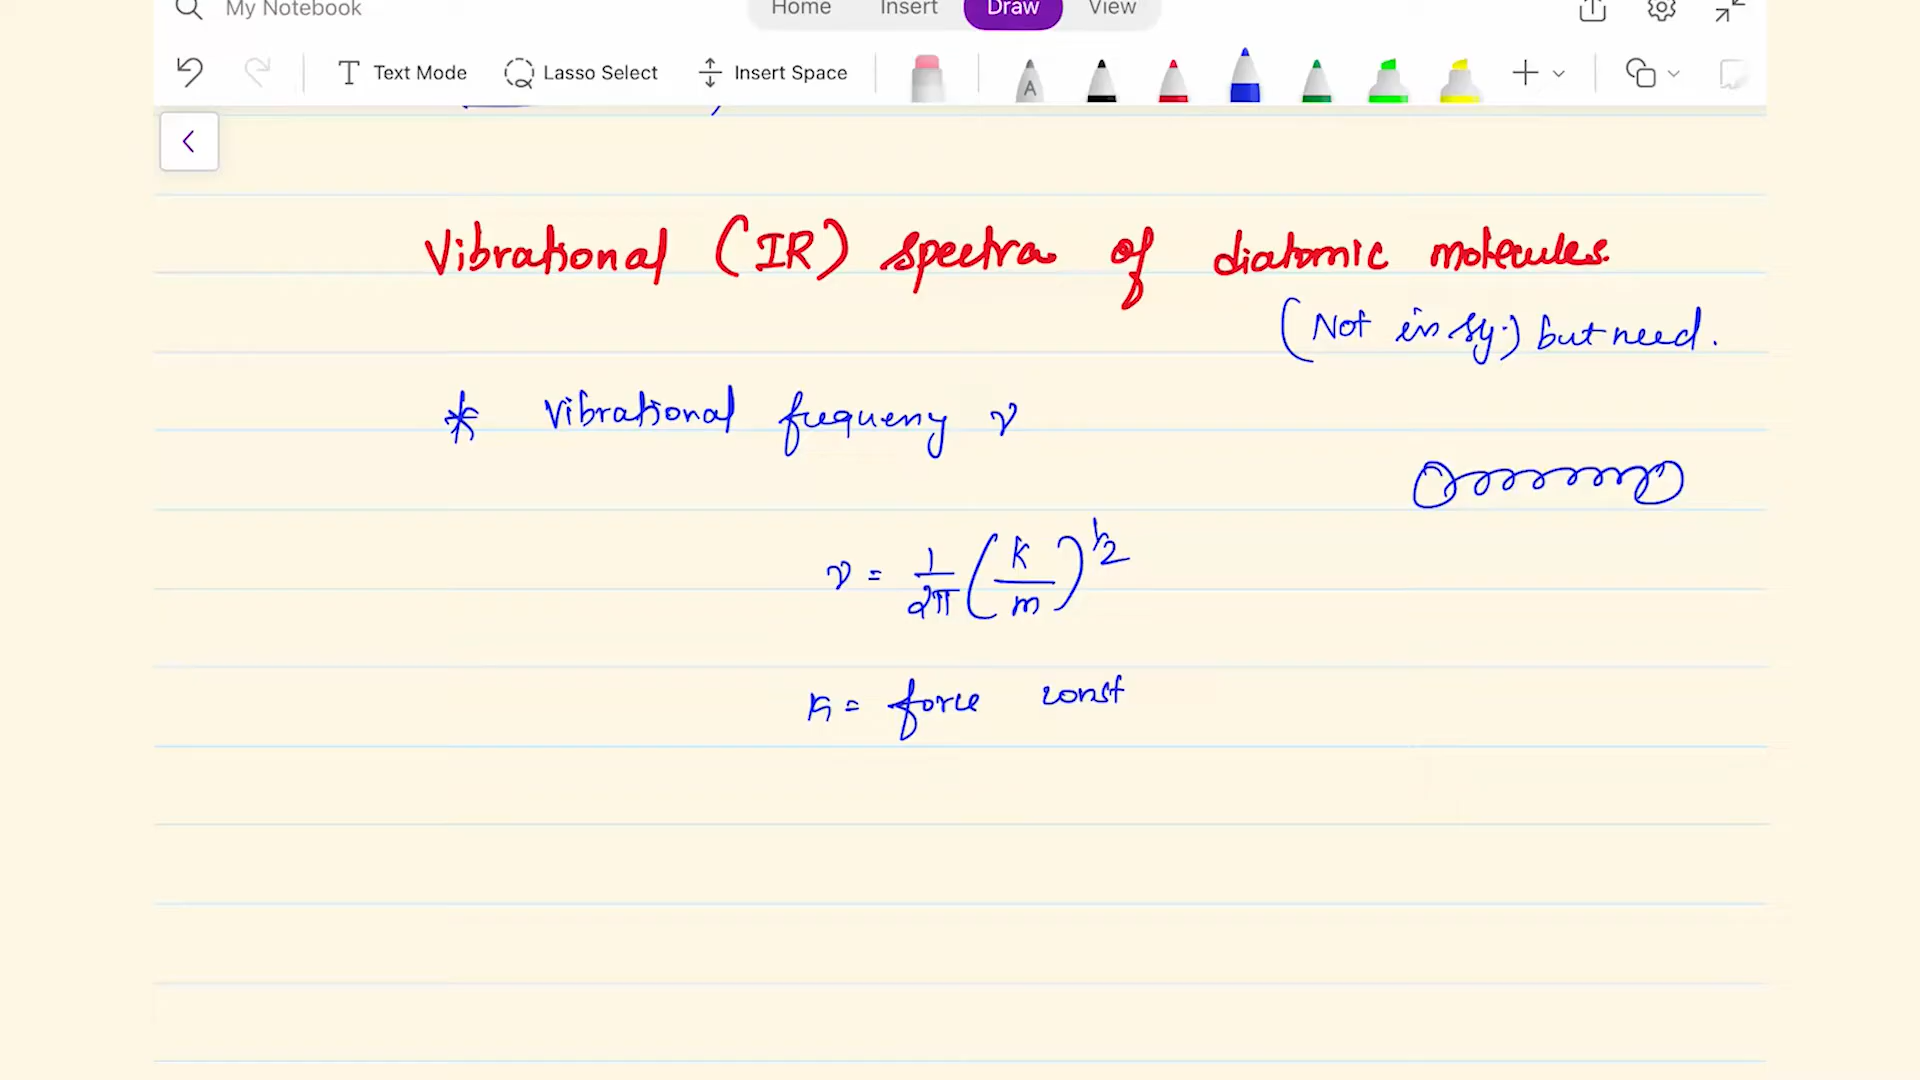 My Notebook
Home Insert Draw View
Text Mode Lasso Select Insert Space
A
Vibrational (IR) spectra of diatomic molecules.
(Not in sy.) but need.
* Vibrational frequency ν
ν = 1/2π (k/m)^1/2
k = force const